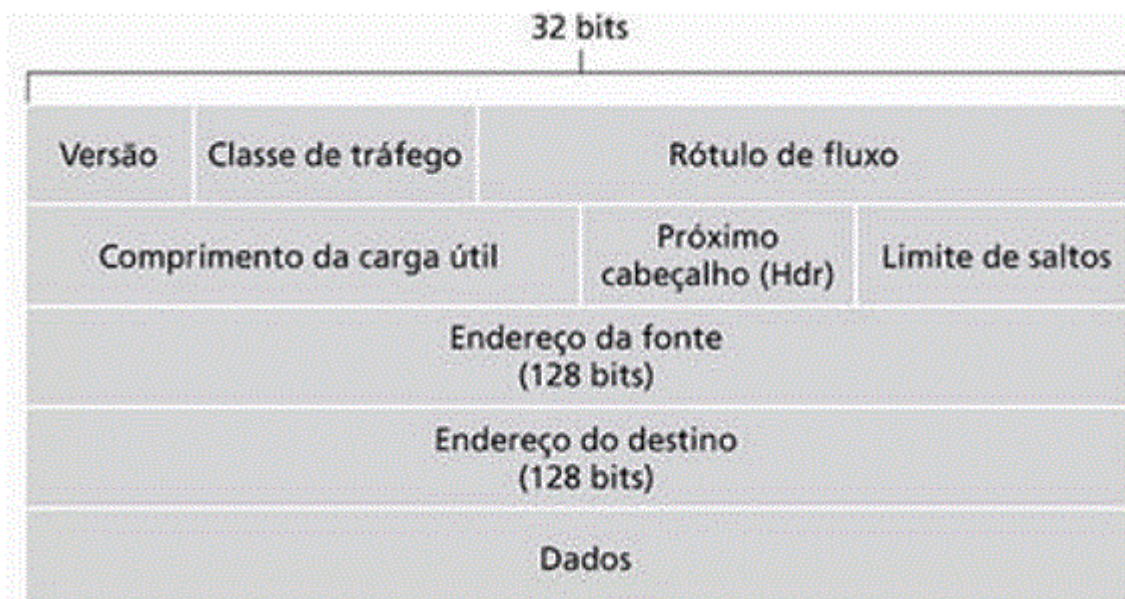 32 bits
Versão
Classe de tráfego
Rótulo de fluxo
Comprimento da carga útil
Próximo
cabeçalho (Hdr)
Limite de saltos
Endereço da fonte
(128 bits)
Endereço do destino
(128 bits)
Dados